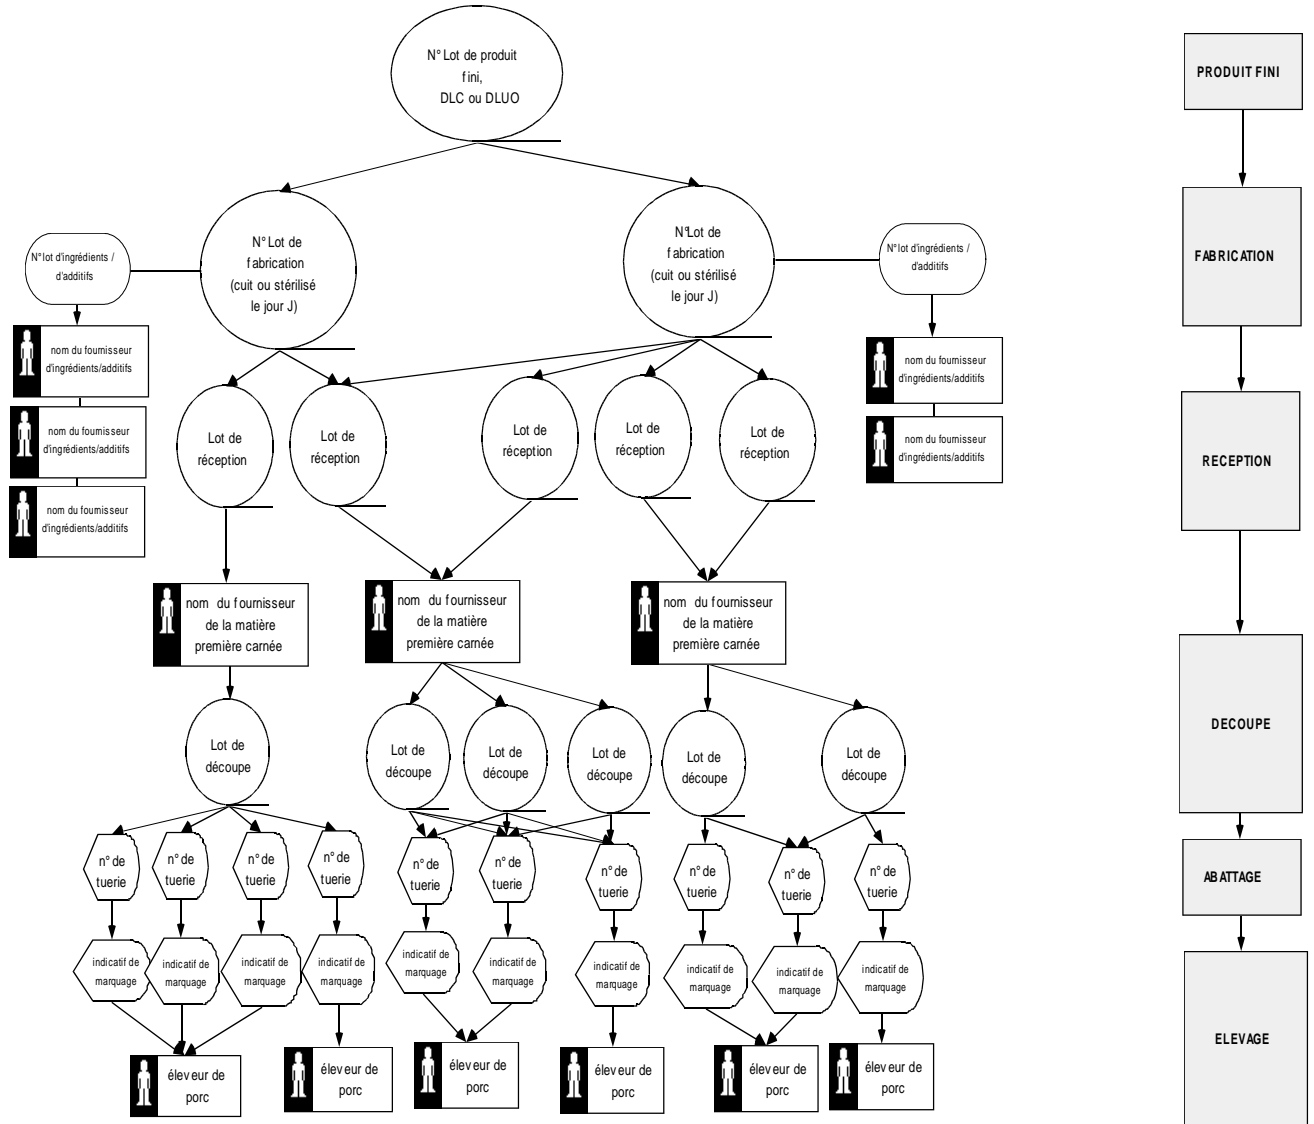 N° Lot de produit
fini,
DLC ou DLUO
PRODUIT FINI
N° Lot de
fabrication
(cuit ou stérilisé
le jour J)
N°Lot de
fabrication
(cuit ou stérilisé
le jour J)
N°lot d'ingrédients /
d'additifs
N°lot d'ingrédients /
d'additifs
FABRICATION
nom du fournisseur
d'ingrédients/additifs
nom du fournisseur
d'ingrédients/additifs
nom du fournisseur
d'ingrédients/additifs
nom du fournisseur
d'ingrédients/additifs
nom du fournisseur
d'ingrédients/additifs
Lot de
réception
Lot de
réception
Lot de
réception
Lot de
réception
Lot de
réception
RECEPTION
nom du fournisseur
de la matière
première carnée
nom du fournisseur
de la matière
première carnée
nom du fournisseur
de la matière
première carnée
Lot de
découpe
Lot de
découpe
Lot de
découpe
Lot de
découpe
Lot de
découpe
Lot de
découpe
DECOUPE
n° de
tuerie
n° de
tuerie
n° de
tuerie
n° de
tuerie
n° de
tuerie
n° de
tuerie
n° de
tuerie
n° de
tuerie
n° de
tuerie
n° de
tuerie
ABATTAGE
indicatif de
marquage
indicatif de
marquage
indicatif de
marquage
indicatif de
marquage
indicatif de
marquage
indicatif de
marquage
indicatif de
marquage
indicatif de
marquage
indicatif de
marquage
indicatif de
marquage
éleveur de
porc
éleveur de
porc
éleveur de
porc
éleveur de
porc
éleveur de
porc
éleveur de
porc
ELEVAGE